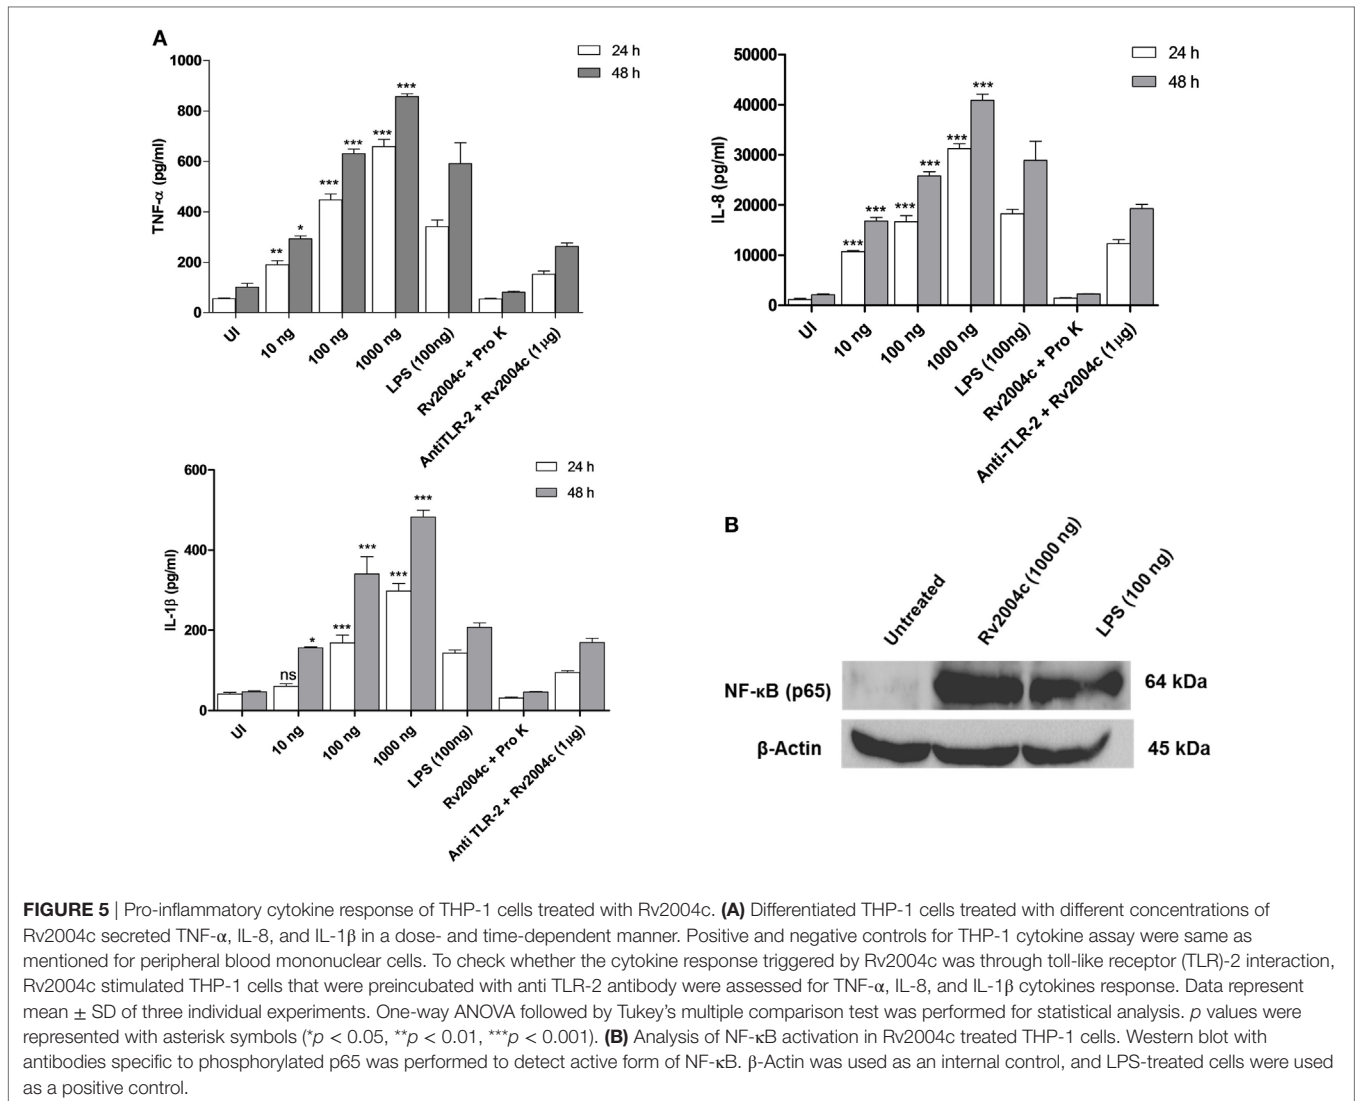 A
1000
800
600
400
200
0
TNF-α (pg/ml)
24 h
48 h
***
***
***
***
**
*
UI
10 ng
100 ng
1000 ng
LPS (100ng)
Rv2004c + Pro K
AntiTLR-2 + Rv2004c (1µg)
50000
40000
30000
20000
10000
0
IL-8 (pg/ml)
24 h
48 h
***
***
***
***
***
***
UI
10 ng
100 ng
1000 ng
LPS (100ng)
Rv2004c + Pro K
Anti-TLR-2 + Rv2004c (1µg)
600
400
200
0
IL-1β (pg/ml)
24 h
48 h
***
***
***
***
*
ns
UI
10 ng
100 ng
1000 ng
LPS (100ng)
Rv2004c + Pro K
Anti TLR-2 + Rv2004c (1µg)
B
Untreated
Rv2004c (1000 ng)
LPS (100 ng)
NF-κB (p65)
64 kDa
β-Actin
45 kDa
FIGURE 5 | Pro-inflammatory cytokine response of THP-1 cells treated with Rv2004c. (A) Differentiated THP-1 cells treated with different concentrations of
Rv2004c secreted TNF-α, IL-8, and IL-1β in a dose- and time-dependent manner. Positive and negative controls for THP-1 cytokine assay were same as
mentioned for peripheral blood mononuclear cells. To check whether the cytokine response triggered by Rv2004c was through toll-like receptor (TLR)-2 interaction,
Rv2004c stimulated THP-1 cells that were preincubated with anti TLR-2 antibody were assessed for TNF-α, IL-8, and IL-1β cytokines response. Data represent
mean ± SD of three individual experiments. One-way ANOVA followed by Tukey's multiple comparison test was performed for statistical analysis. p values were
represented with asterisk symbols (*p < 0.05, **p < 0.01, ***p < 0.001). (B) Analysis of NF-κB activation in Rv2004c treated THP-1 cells. Western blot with
antibodies specific to phosphorylated p65 was performed to detect active form of NF-κB. β-Actin was used as an internal control, and LPS-treated cells were used
as a positive control.